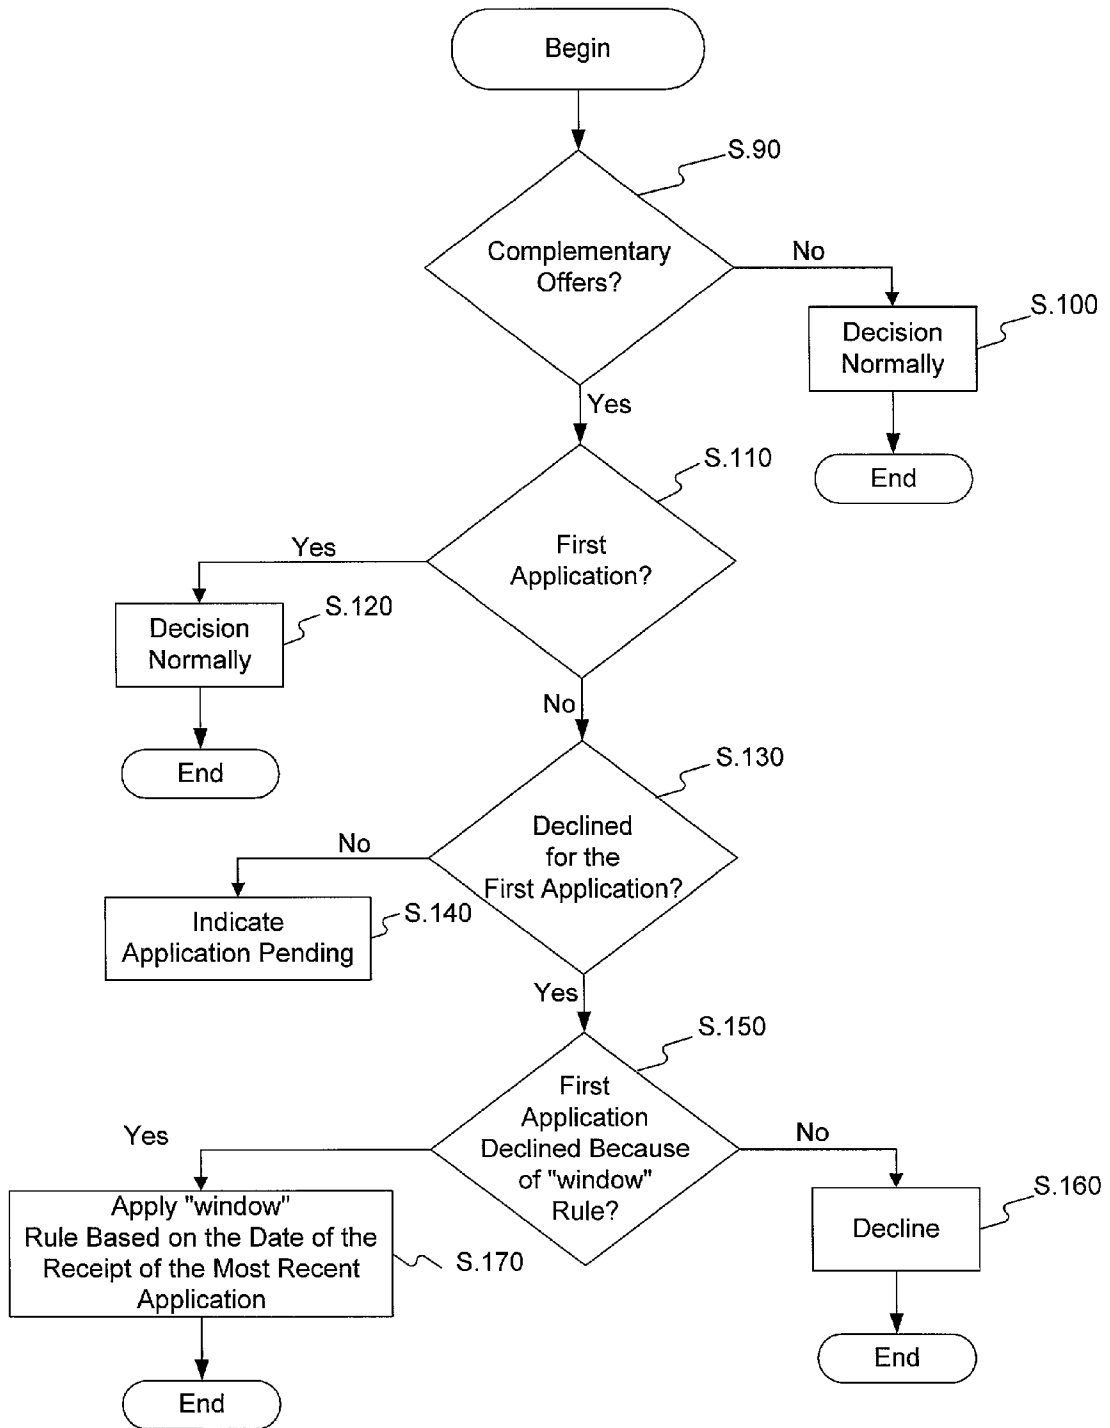 Begin
S.90
Complementary
Offers?
No
S.100
Decision
Normally
End
Yes
S.110
First
Application?
Yes
S.120
Decision
Normally
End
No
S.130
Declined
for the
First Application?
No
S.140
Indicate
Application Pending
Yes
S.150
First
Application
Declined Because
of "window"
Rule?
Yes
No
S.160
Decline
End
Apply "window"
Rule Based on the Date of the
Receipt of the Most Recent
Application
S.170
End